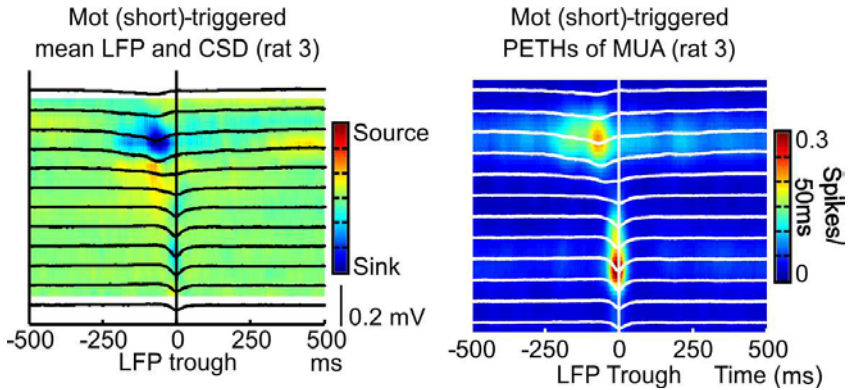 Mot (short)-triggered
mean LFP and CSD (rat 3)
Source
Sink
0.2 mV
-500 -250 0 250 500
LFP trough ms
Mot (short)-triggered
PETHs of MUA (rat 3)
0.3
0
Spikes/
50ms
-500 -250 0 250 500
LFP Trough Time (ms)